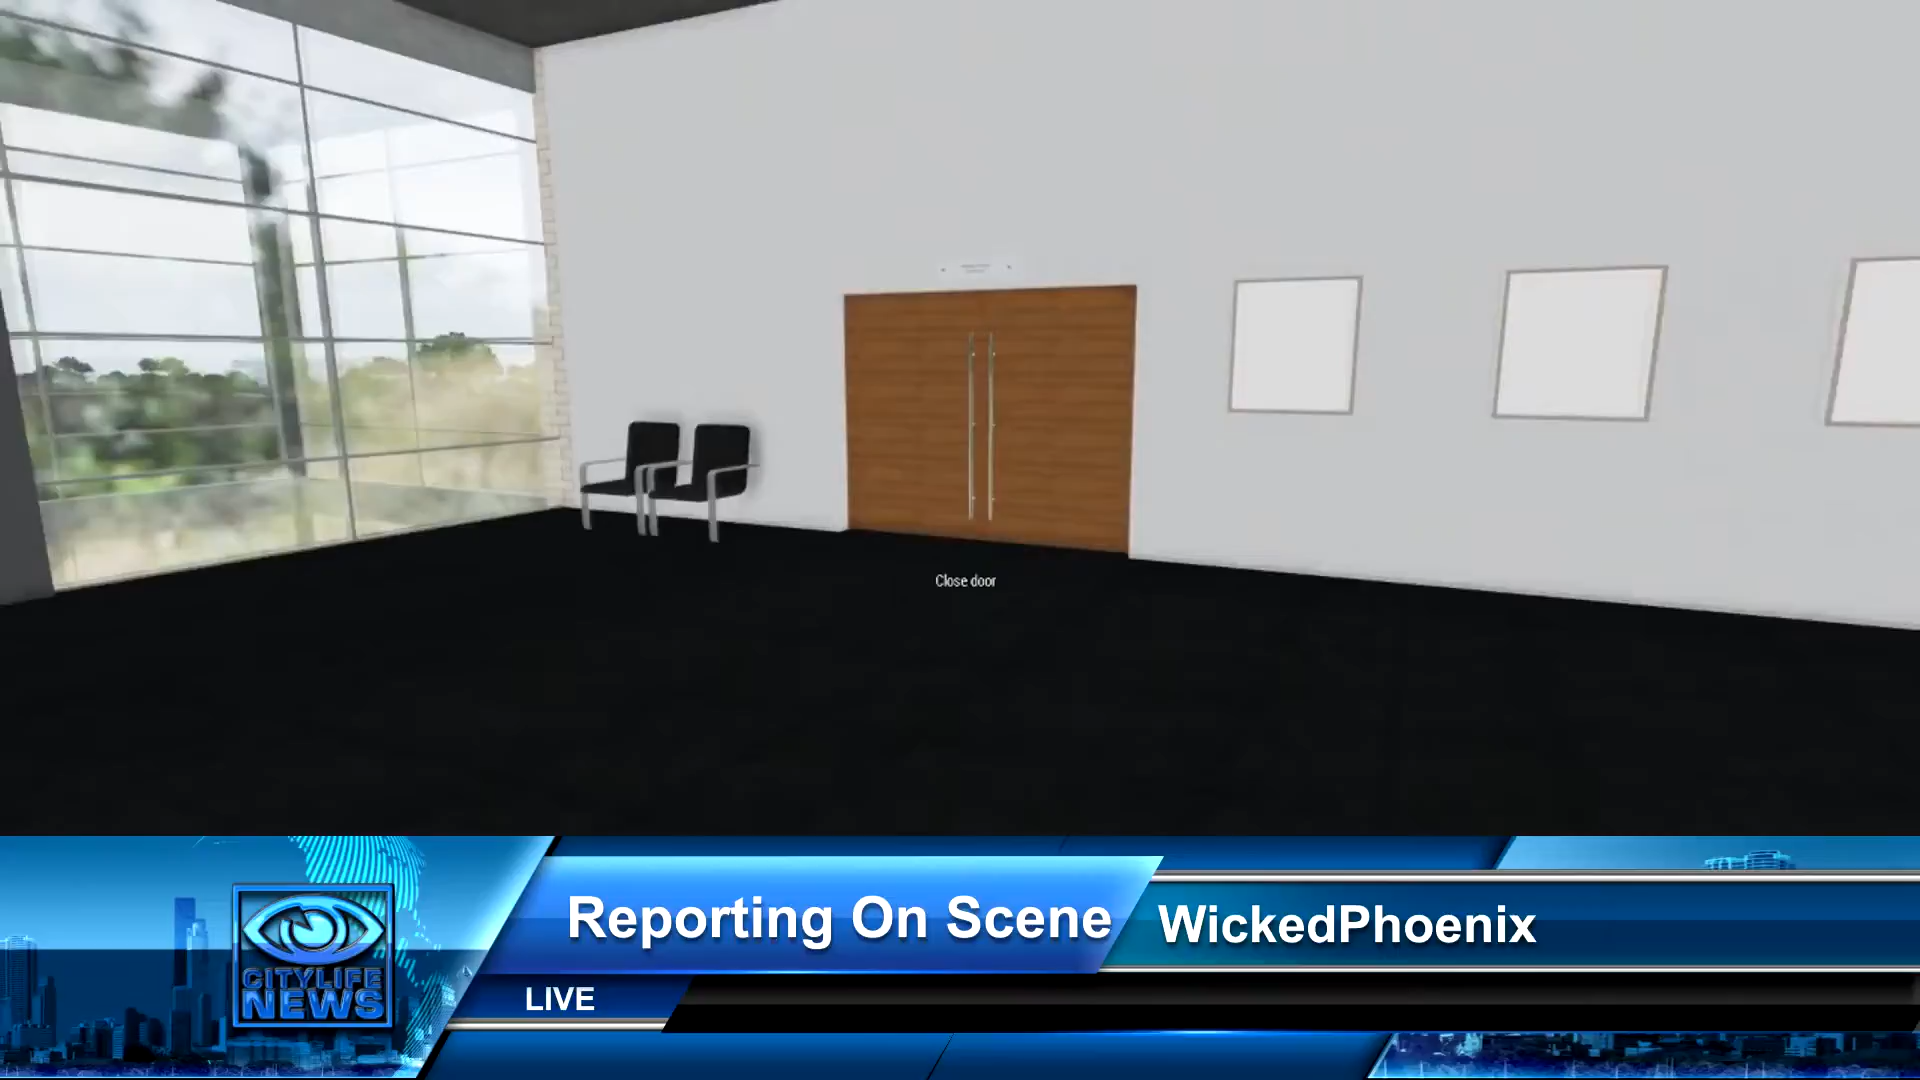 Close door
Reporting On Scene
WickedPhoenix
CITYLIFE
NEWS
LIVE